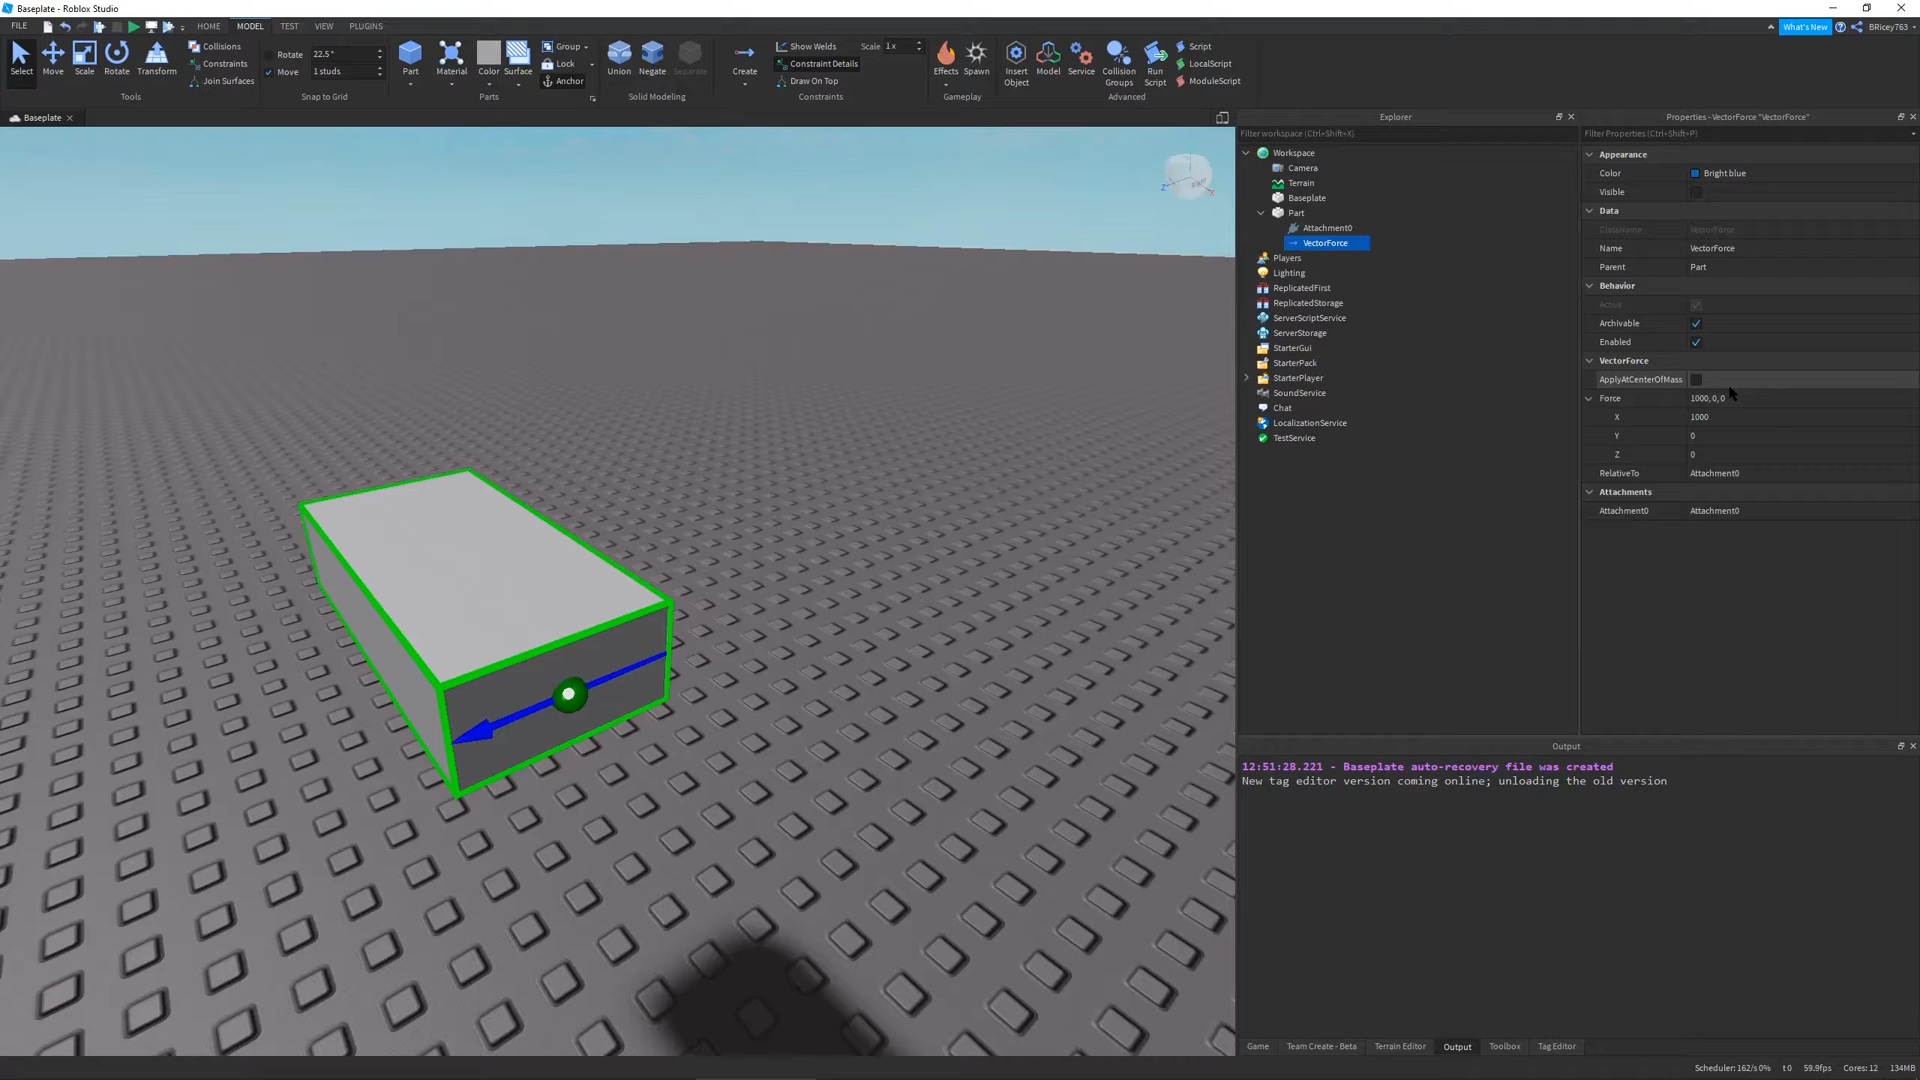 Baseplate - Roblox Studio
FILE HOME MODEL TEST VIEW PLUGINS What's New BRicey763
Select Move Scale Rotate Transform
Collisions
Constraints
Join Surfaces
Tools
Rotate 22.5°
Move 1 studs
Snap to Grid
Part Material Color Surface
Group
Lock
Anchor
Parts
Union Negate Separate
Solid Modeling
Create
Show Welds Scale 1 x
Constraint Details
Draw On Top
Constraints
Effects Spawn
Gameplay
Insert Object Model Service Collision Groups Run Script
Script
LocalScript
ModuleScript
Advanced
Baseplate
Explorer
Filter workspace (Ctrl+Shift+X)
Workspace
Camera
Terrain
Baseplate
Part
Attachment0
VectorForce
Players
Lighting
ReplicatedFirst
ReplicatedStorage
ServerScriptService
ServerStorage
StarterGui
StarterPack
StarterPlayer
SoundService
Chat
LocalizationService
TestService
Properties - VectorForce "VectorForce"
Filter Properties (Ctrl+Shift+P)
Appearance
Color Bright blue
Visible
Data
ClassName VectorForce
Name VectorForce
Parent Part
Behavior
Active
Archivable
Enabled
VectorForce
ApplyAtCenterOfMass
Force 1000, 0, 0
X 1000
Y 0
Z 0
RelativeTo Attachment0
Attachments
Attachment0 Attachment0
Output
12:51:28.221 - Baseplate auto-recovery file was created
New tag editor version coming online; unloading the old version
Game Team Create - Beta Terrain Editor Output Toolbox Tag Editor
Scheduler: 162/s 0% t 0 59.9fps Cores: 12 134MB